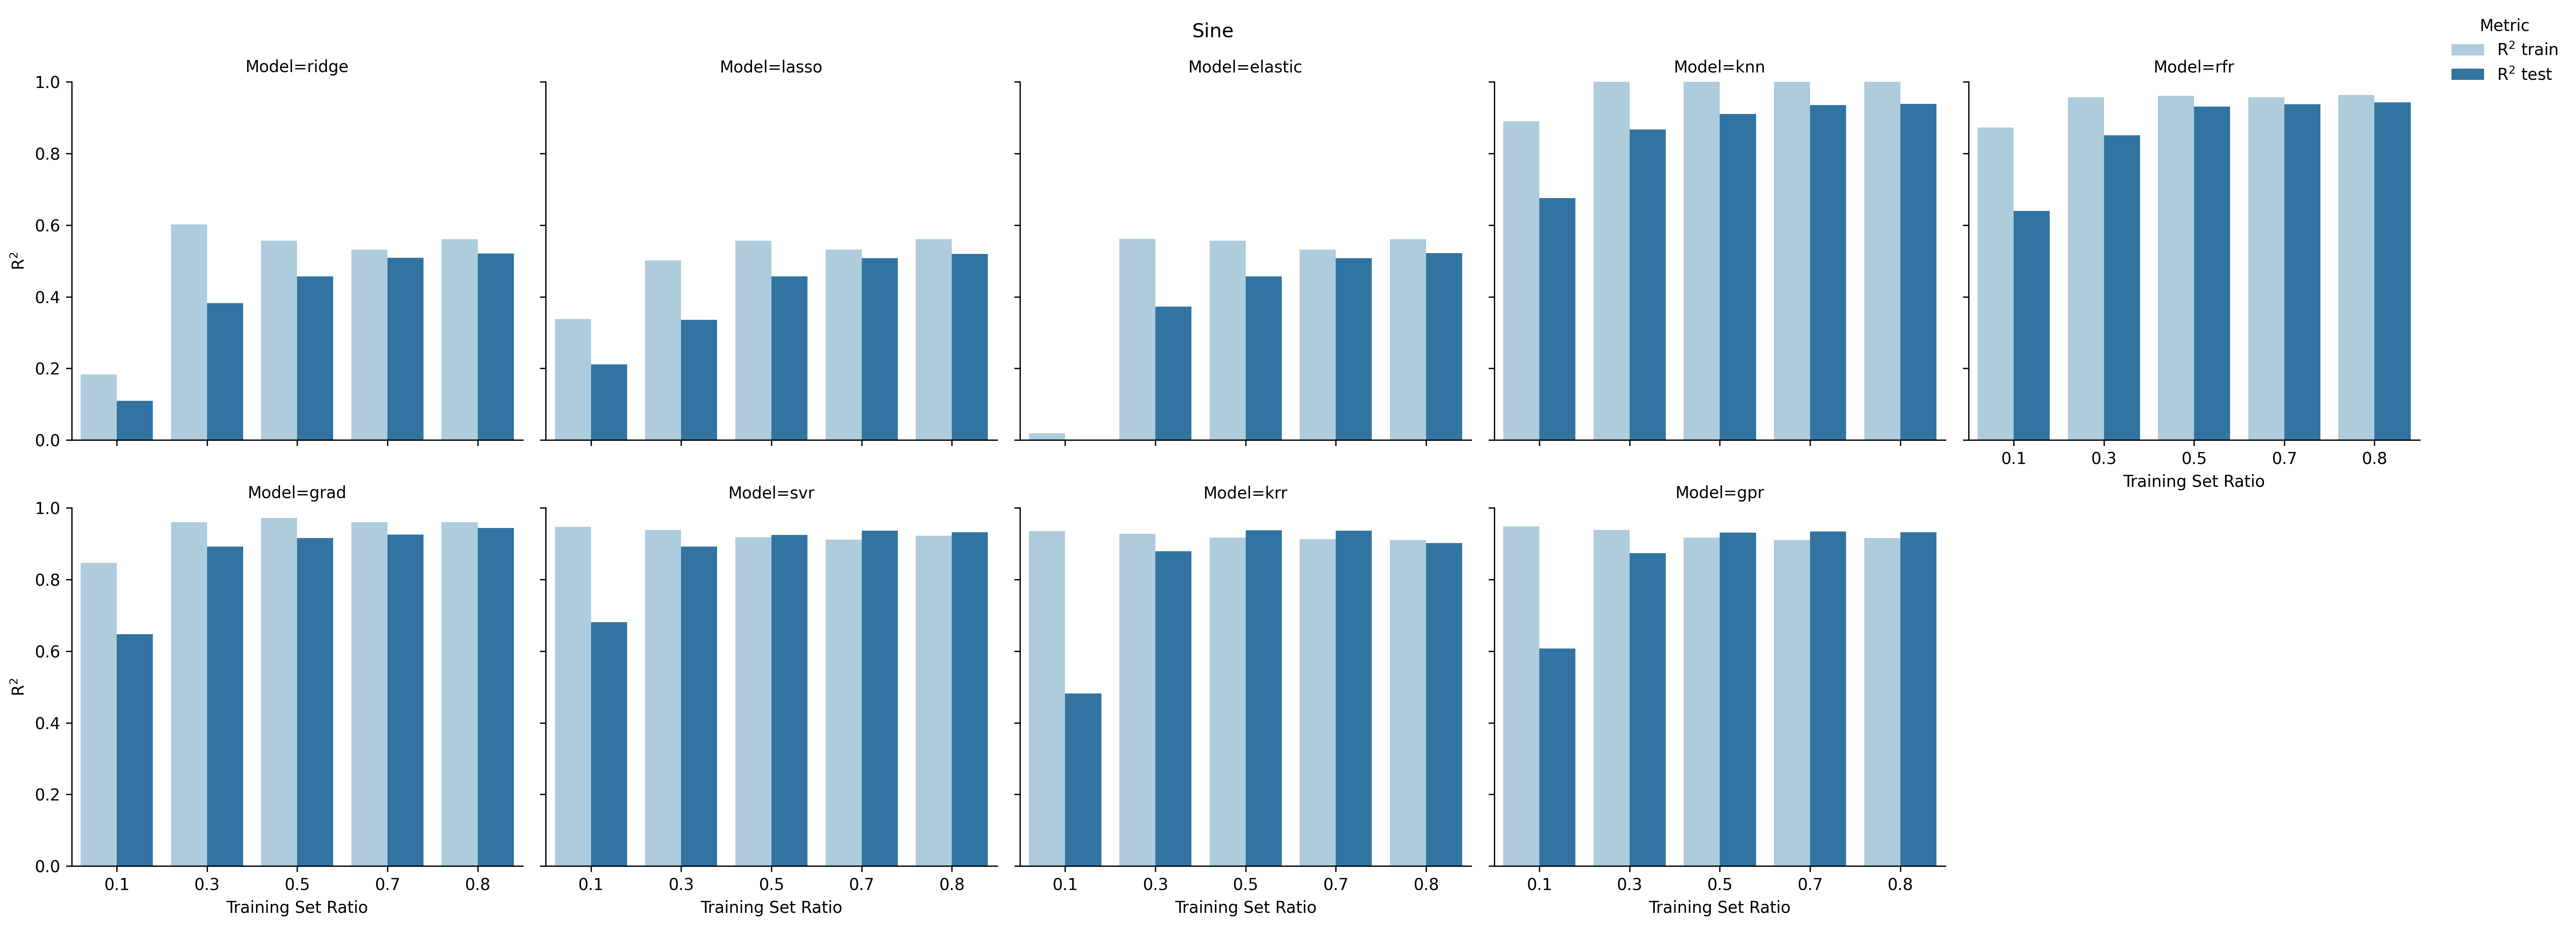 Sine
Metric
R² train
R² test
Model=ridge
Model=lasso
Model=elastic
Model=knn
Model=rfr
1.0
0.8
0.6
0.4
0.2
0.0
R²
0.1 0.3 0.5 0.7 0.8
Training Set Ratio
Model=grad
Model=svr
Model=krr
Model=gpr
1.0
0.8
0.6
0.4
0.2
0.0
R²
0.1 0.3 0.5 0.7 0.8
0.1 0.3 0.5 0.7 0.8
0.1 0.3 0.5 0.7 0.8
0.1 0.3 0.5 0.7 0.8
Training Set Ratio
Training Set Ratio
Training Set Ratio
Training Set Ratio